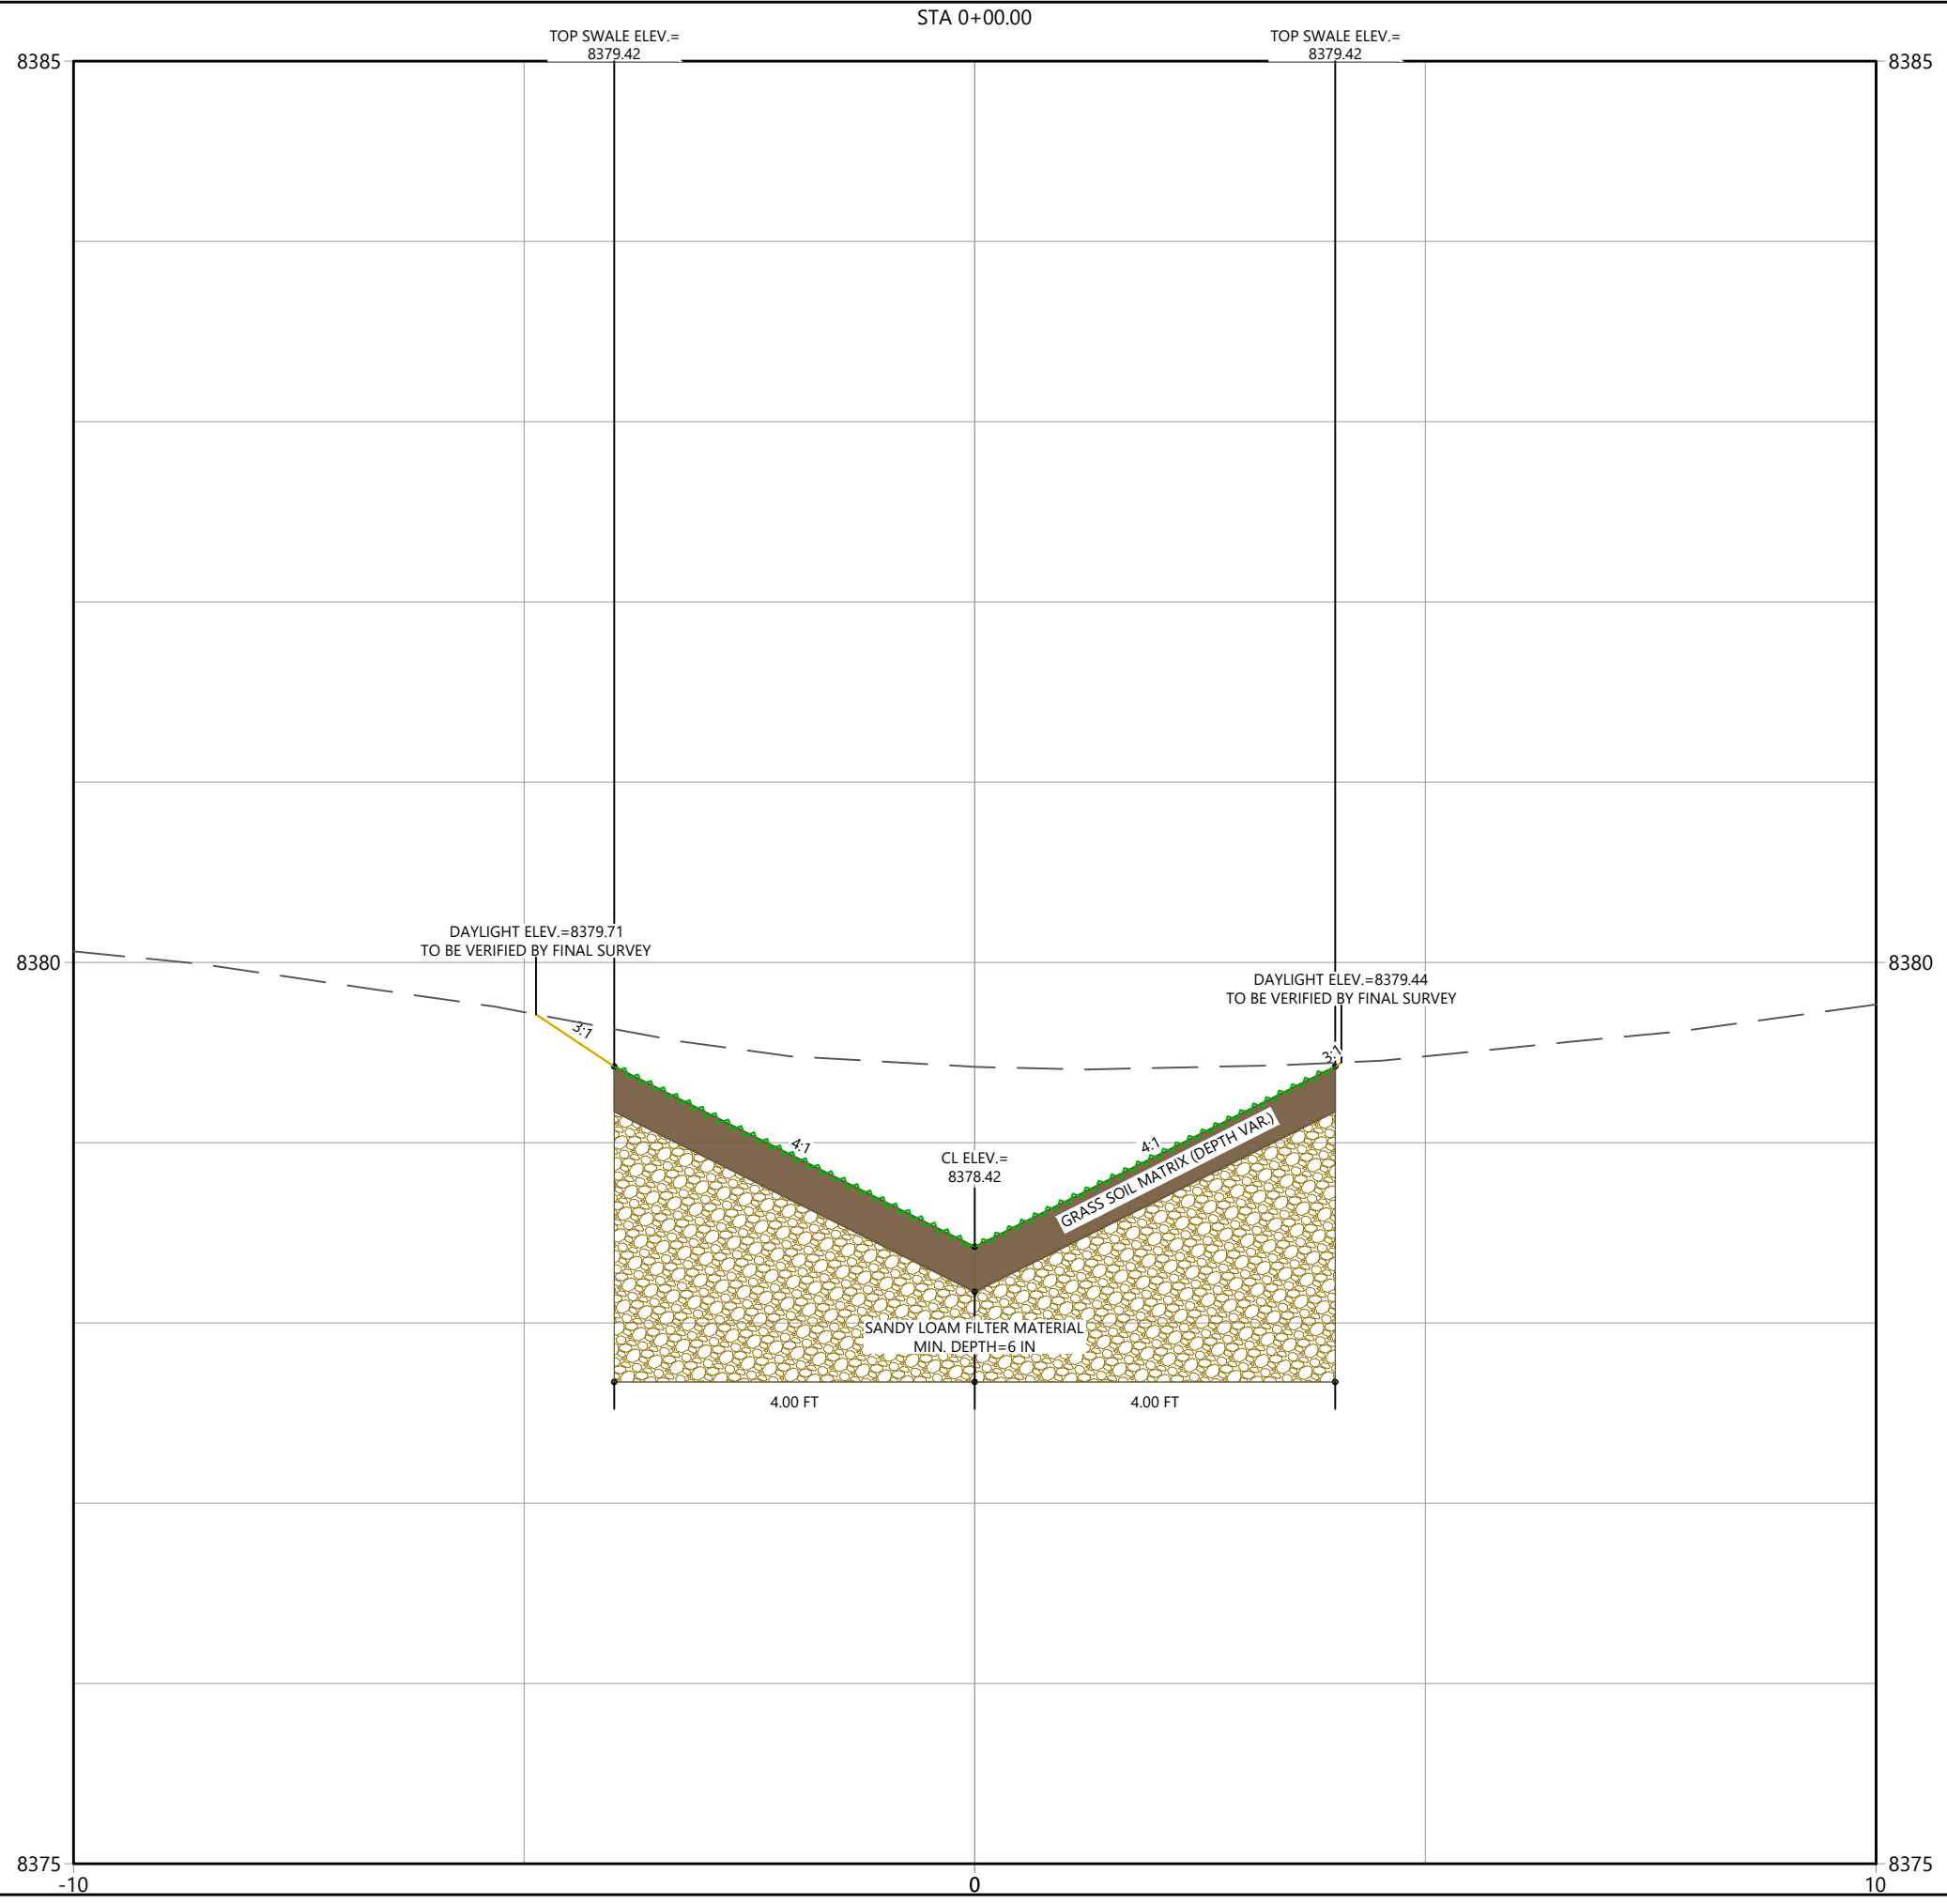 STA 0+00.00
TOP SWALE ELEV.=
8379.42
TOP SWALE ELEV.=
8379.42
8385
8385
DAYLIGHT ELEV.=8379.71
TO BE VERIFIED BY FINAL SURVEY
8380
8380
DAYLIGHT ELEV.=8379.44
TO BE VERIFIED BY FINAL SURVEY
3:1
3:1
4:1
4:1
GRASS SOIL MATRIX (DEPTH VAR.)
CL ELEV.=
8378.42
SANDY LOAM FILTER MATERIAL
MIN. DEPTH=6 IN
4.00 FT
4.00 FT
8375
8375
-10
0
10